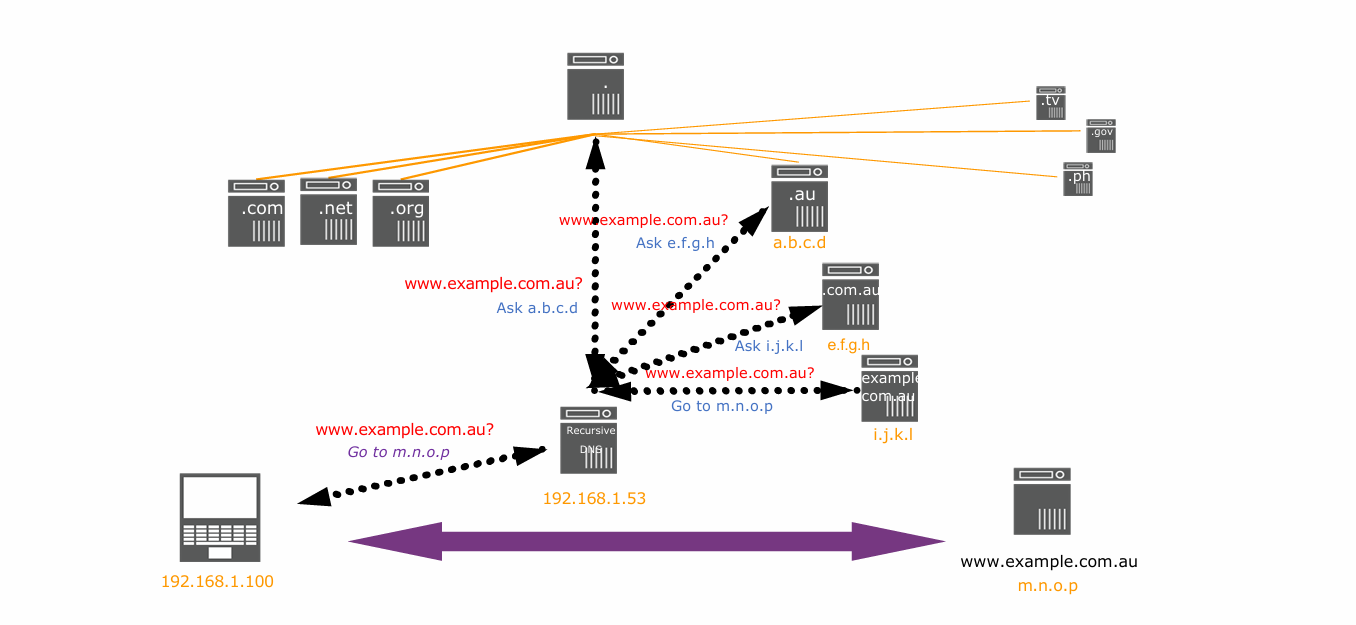 .
.tv
.gov
.ph
.com
.net
.org
.au
a.b.c.d
www.example.com.au?
Ask e.f.g.h
www.example.com.au?
Ask a.b.c.d
www.example.com.au?
Ask i.j.k.l
.com.au
e.f.g.h
www.example.com.au?
Go to m.n.o.p
example
com.au
i.j.k.l
www.example.com.au?
Go to m.n.o.p
Recursive
DNS
192.168.1.53
192.168.1.100
www.example.com.au
m.n.o.p